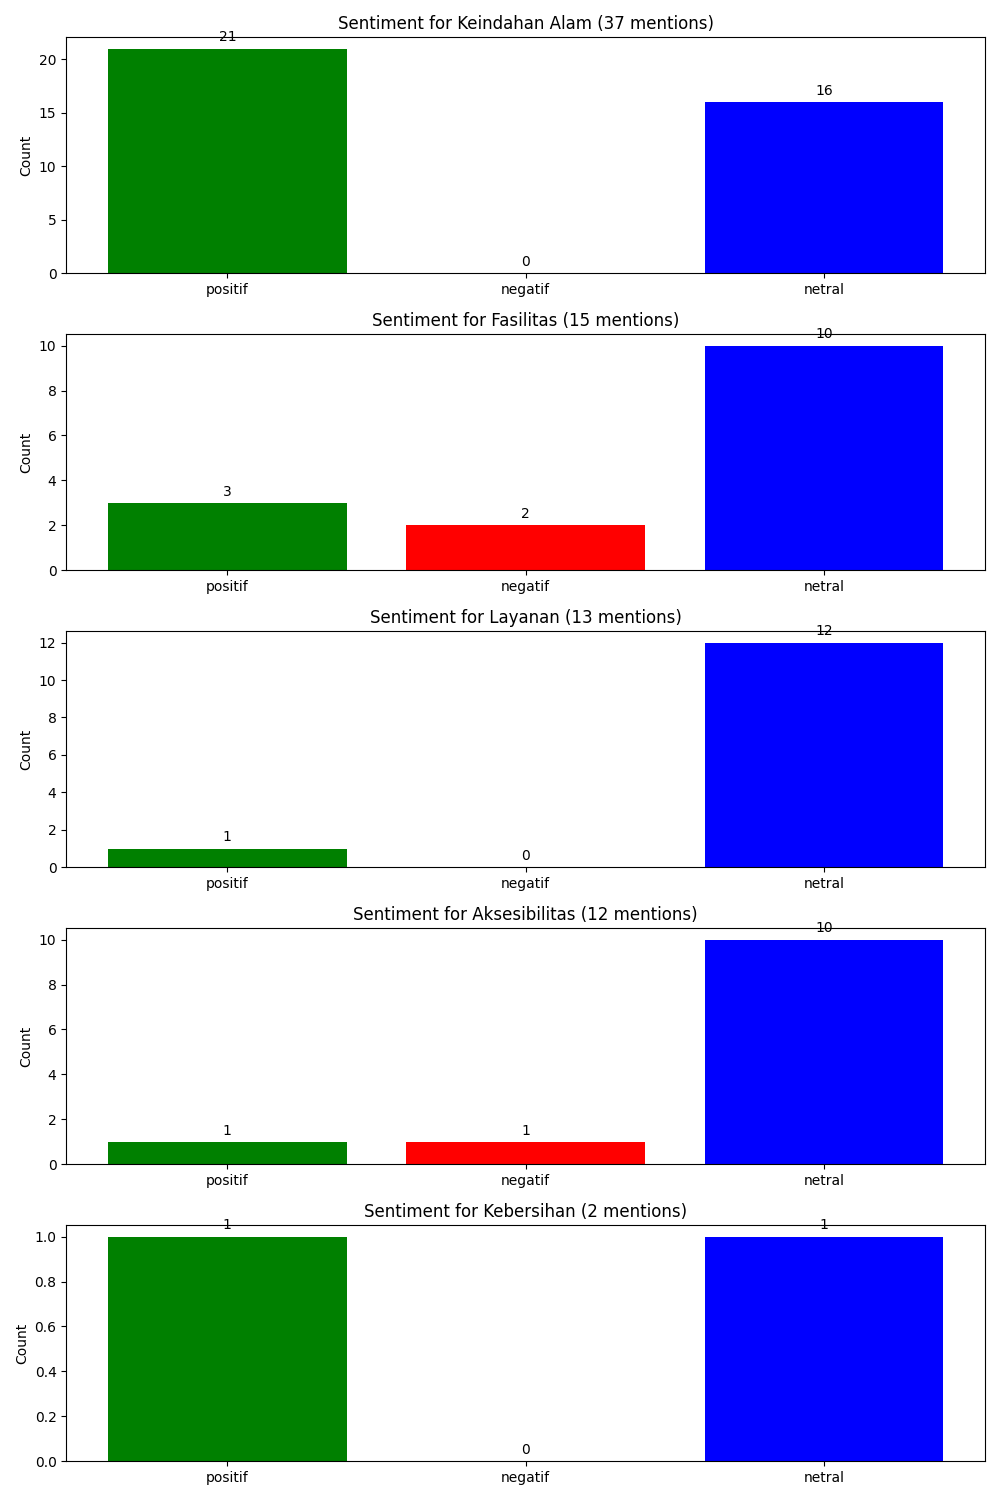 Sentiment for Keindahan Alam (37 mentions)
21
16
0
20
15
10
5
0
Count
positif
negatif
netral
Sentiment for Fasilitas (15 mentions)
3
2
10
10
8
6
4
2
0
Count
positif
negatif
netral
Sentiment for Layanan (13 mentions)
1
0
12
12
10
8
6
4
2
0
Count
positif
negatif
netral
Sentiment for Aksesibilitas (12 mentions)
1
1
10
10
8
6
4
2
0
Count
positif
negatif
netral
Sentiment for Kebersihan (2 mentions)
1
0
1
1.0
0.8
0.6
0.4
0.2
0.0
Count
positif
negatif
netral